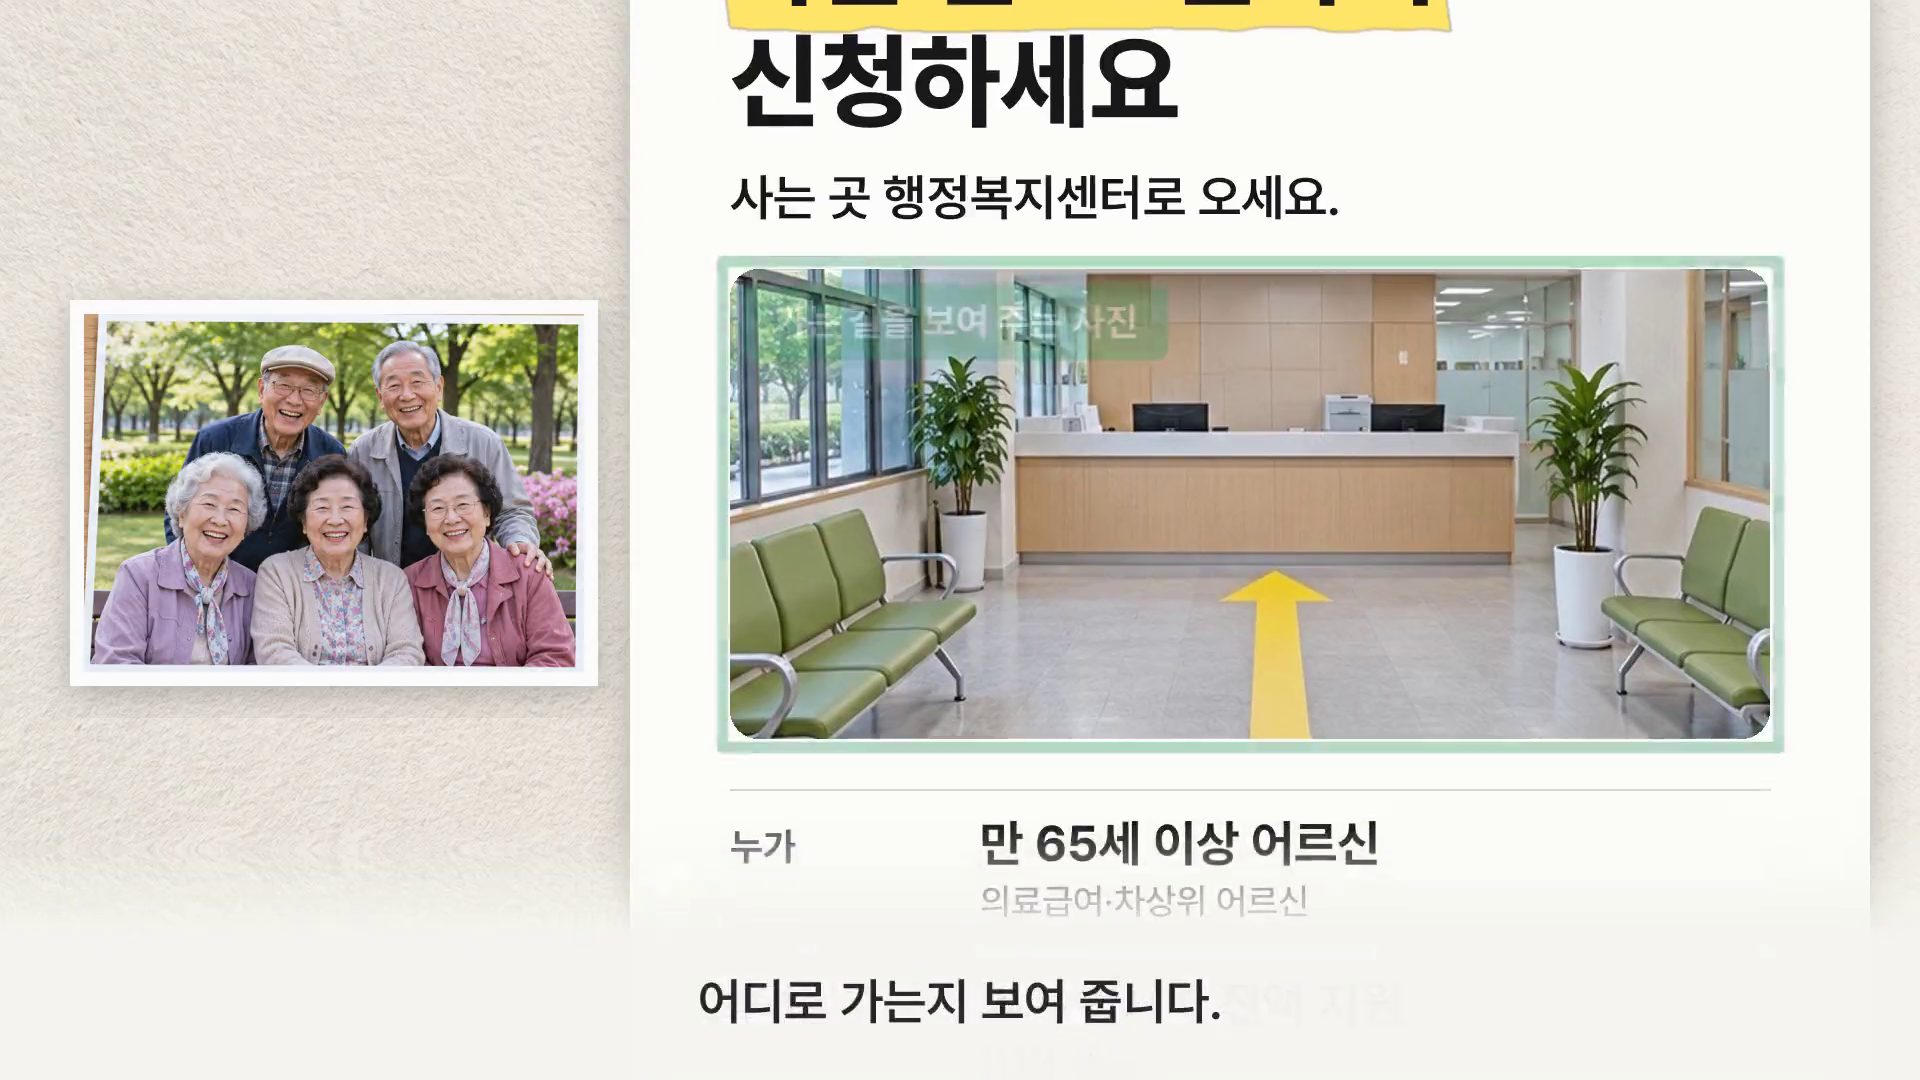 신청하세요
사는 곳 행정복지센터로 오세요.
길을 보여 주는 사진
누가
만 65세 이상 어르신
의료급여·차상위 어르신
어디로 가는지 보여 줍니다.